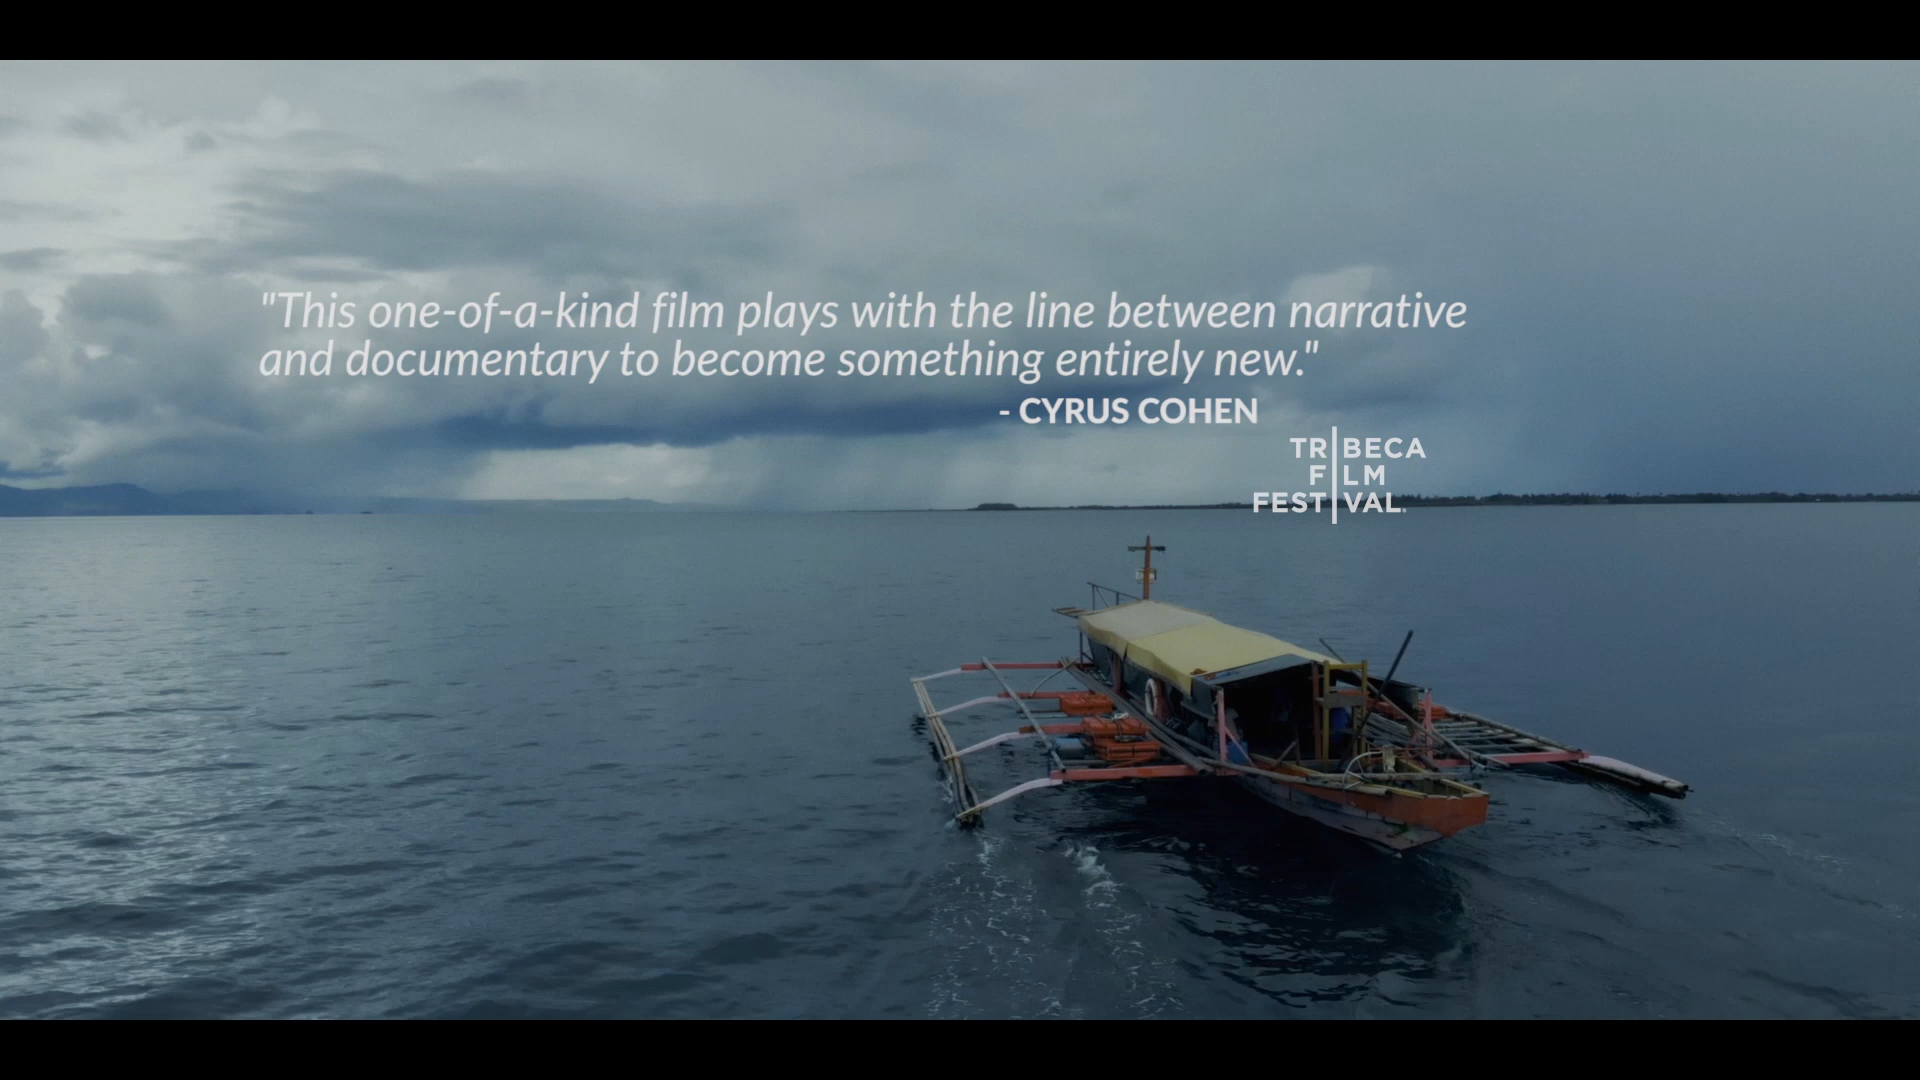 "This one-of-a-kind film plays with the line between narrative
and documentary to become something entirely new."
- CYRUS COHEN
TRIBECA
FILM
FESTIVAL